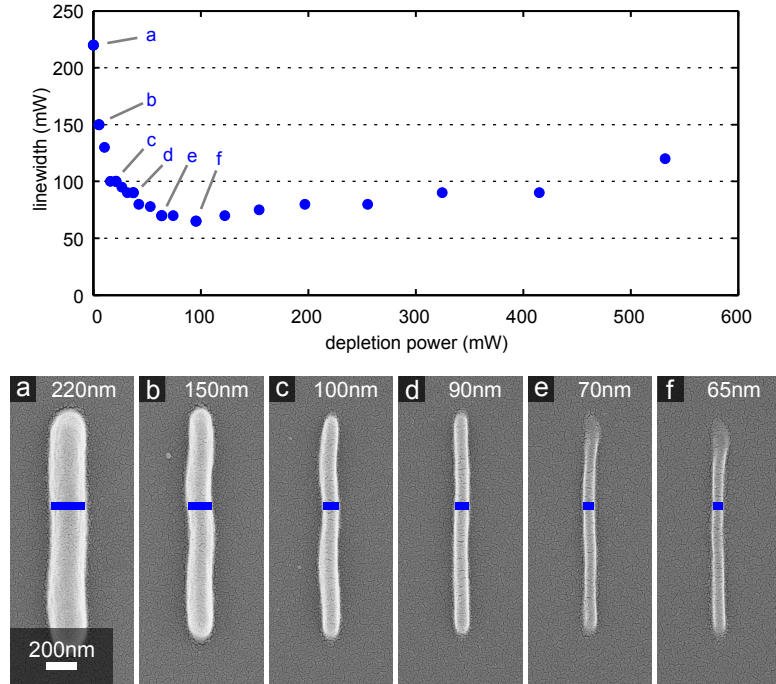 250
200
150
100
50
0
linewidth (mW)
a
b
c
d
e
f
0 100 200 300 400 500 600
depletion power (mW)
a 220nm b 150nm c 100nm d 90nm e 70nm f 65nm
200nm